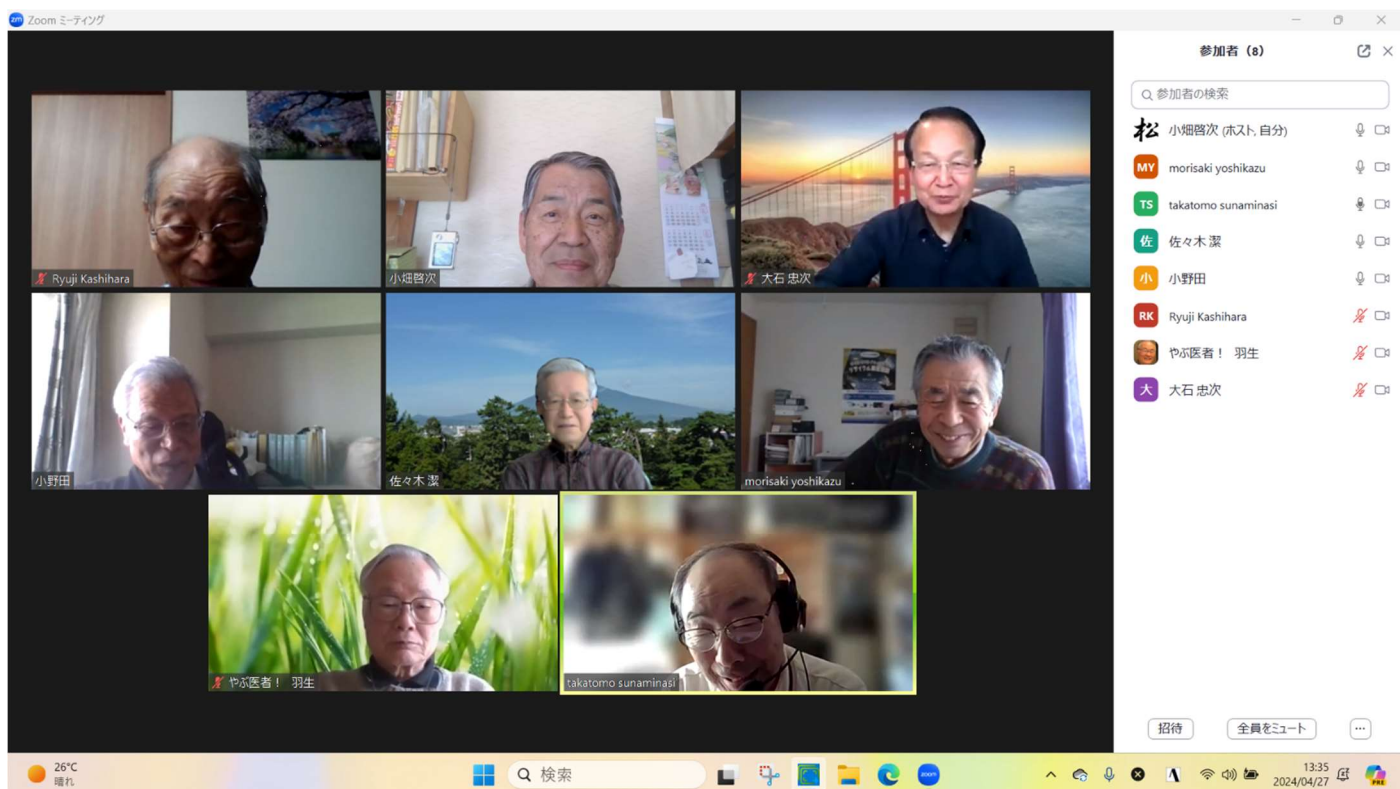 zm Zoom ミーティング
Ryuji Kashihara
小畑啓次
大石 忠次
小野田
佐々木 潔
morisaki yoshikazu
やぶ医者！ 羽生
takatomo sunaminasi
参加者 (8)
参加者の検索
松 小畑啓次 (ホスト, 自分)
MY morisaki yoshikazu
TS takatomo sunaminasi
佐 佐々木 潔
小 小野田
RK Ryuji Kashihara
やぶ医者！ 羽生
大 大石 忠次
招待 全員をミュート ...
26°C
晴れ
検索
zoom
13:35
2024/04/27
PRE